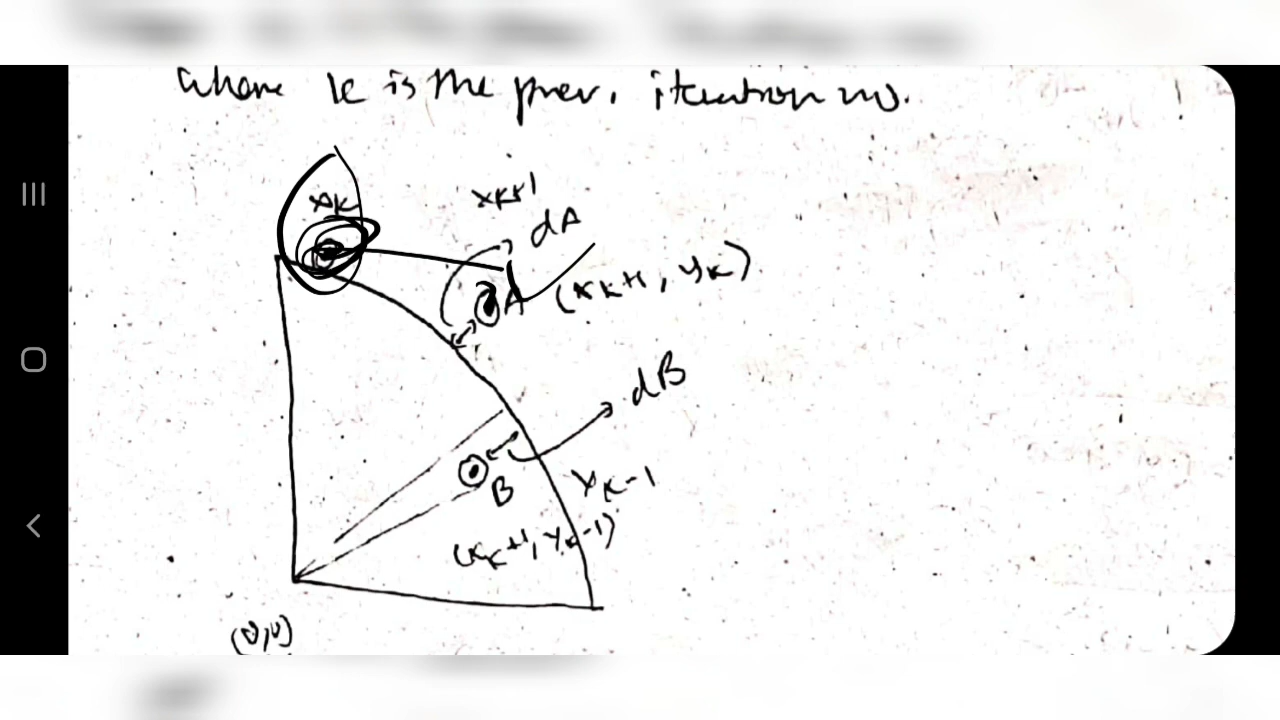 where k is the prev. iteration no.
xk
xk+1
dA
A
(xk+1, yk)
dB
B
yk-1
(xk+1, yk-1)
(0,0)